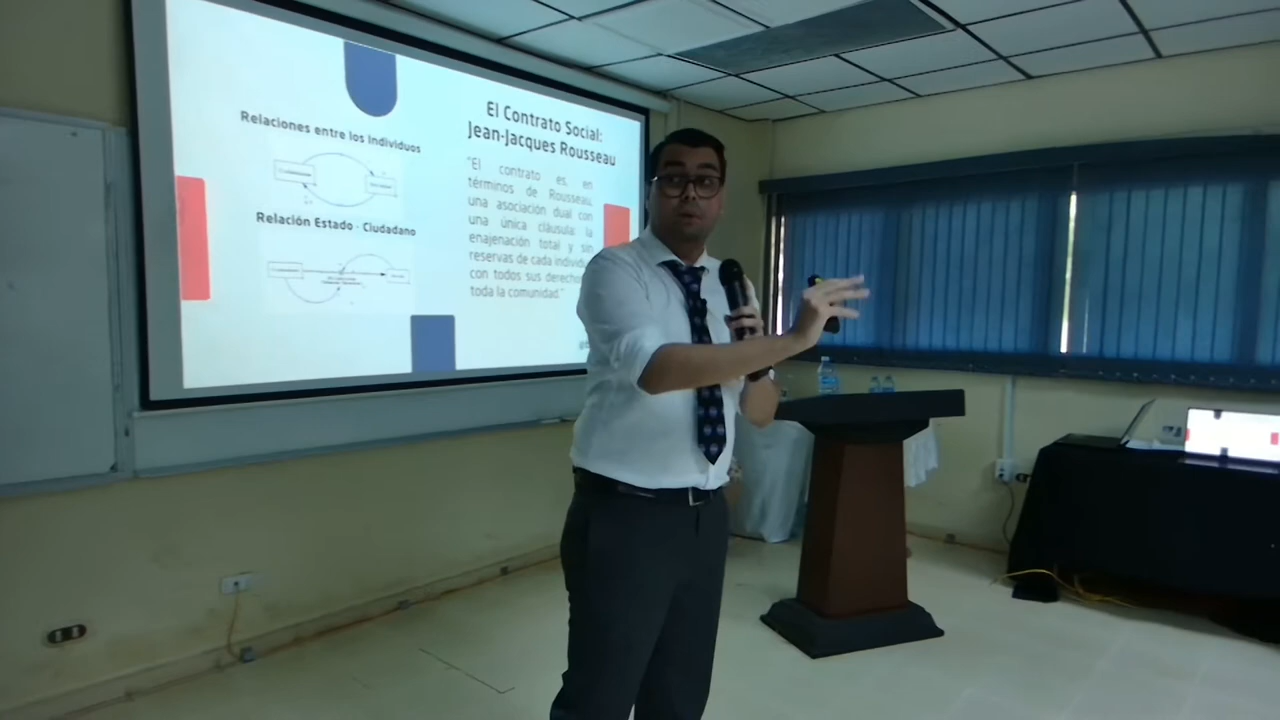 Relaciones entre los Individuos
Relación Estado - Ciudadano
El Contrato Social:
Jean-Jacques Rousseau
"El contrato es, en
términos de Rousseau,
una asociación dual con
una única cláusula: la
enajenación total y sin
reservas de cada individu
con todos sus derecho
toda la comunidad."